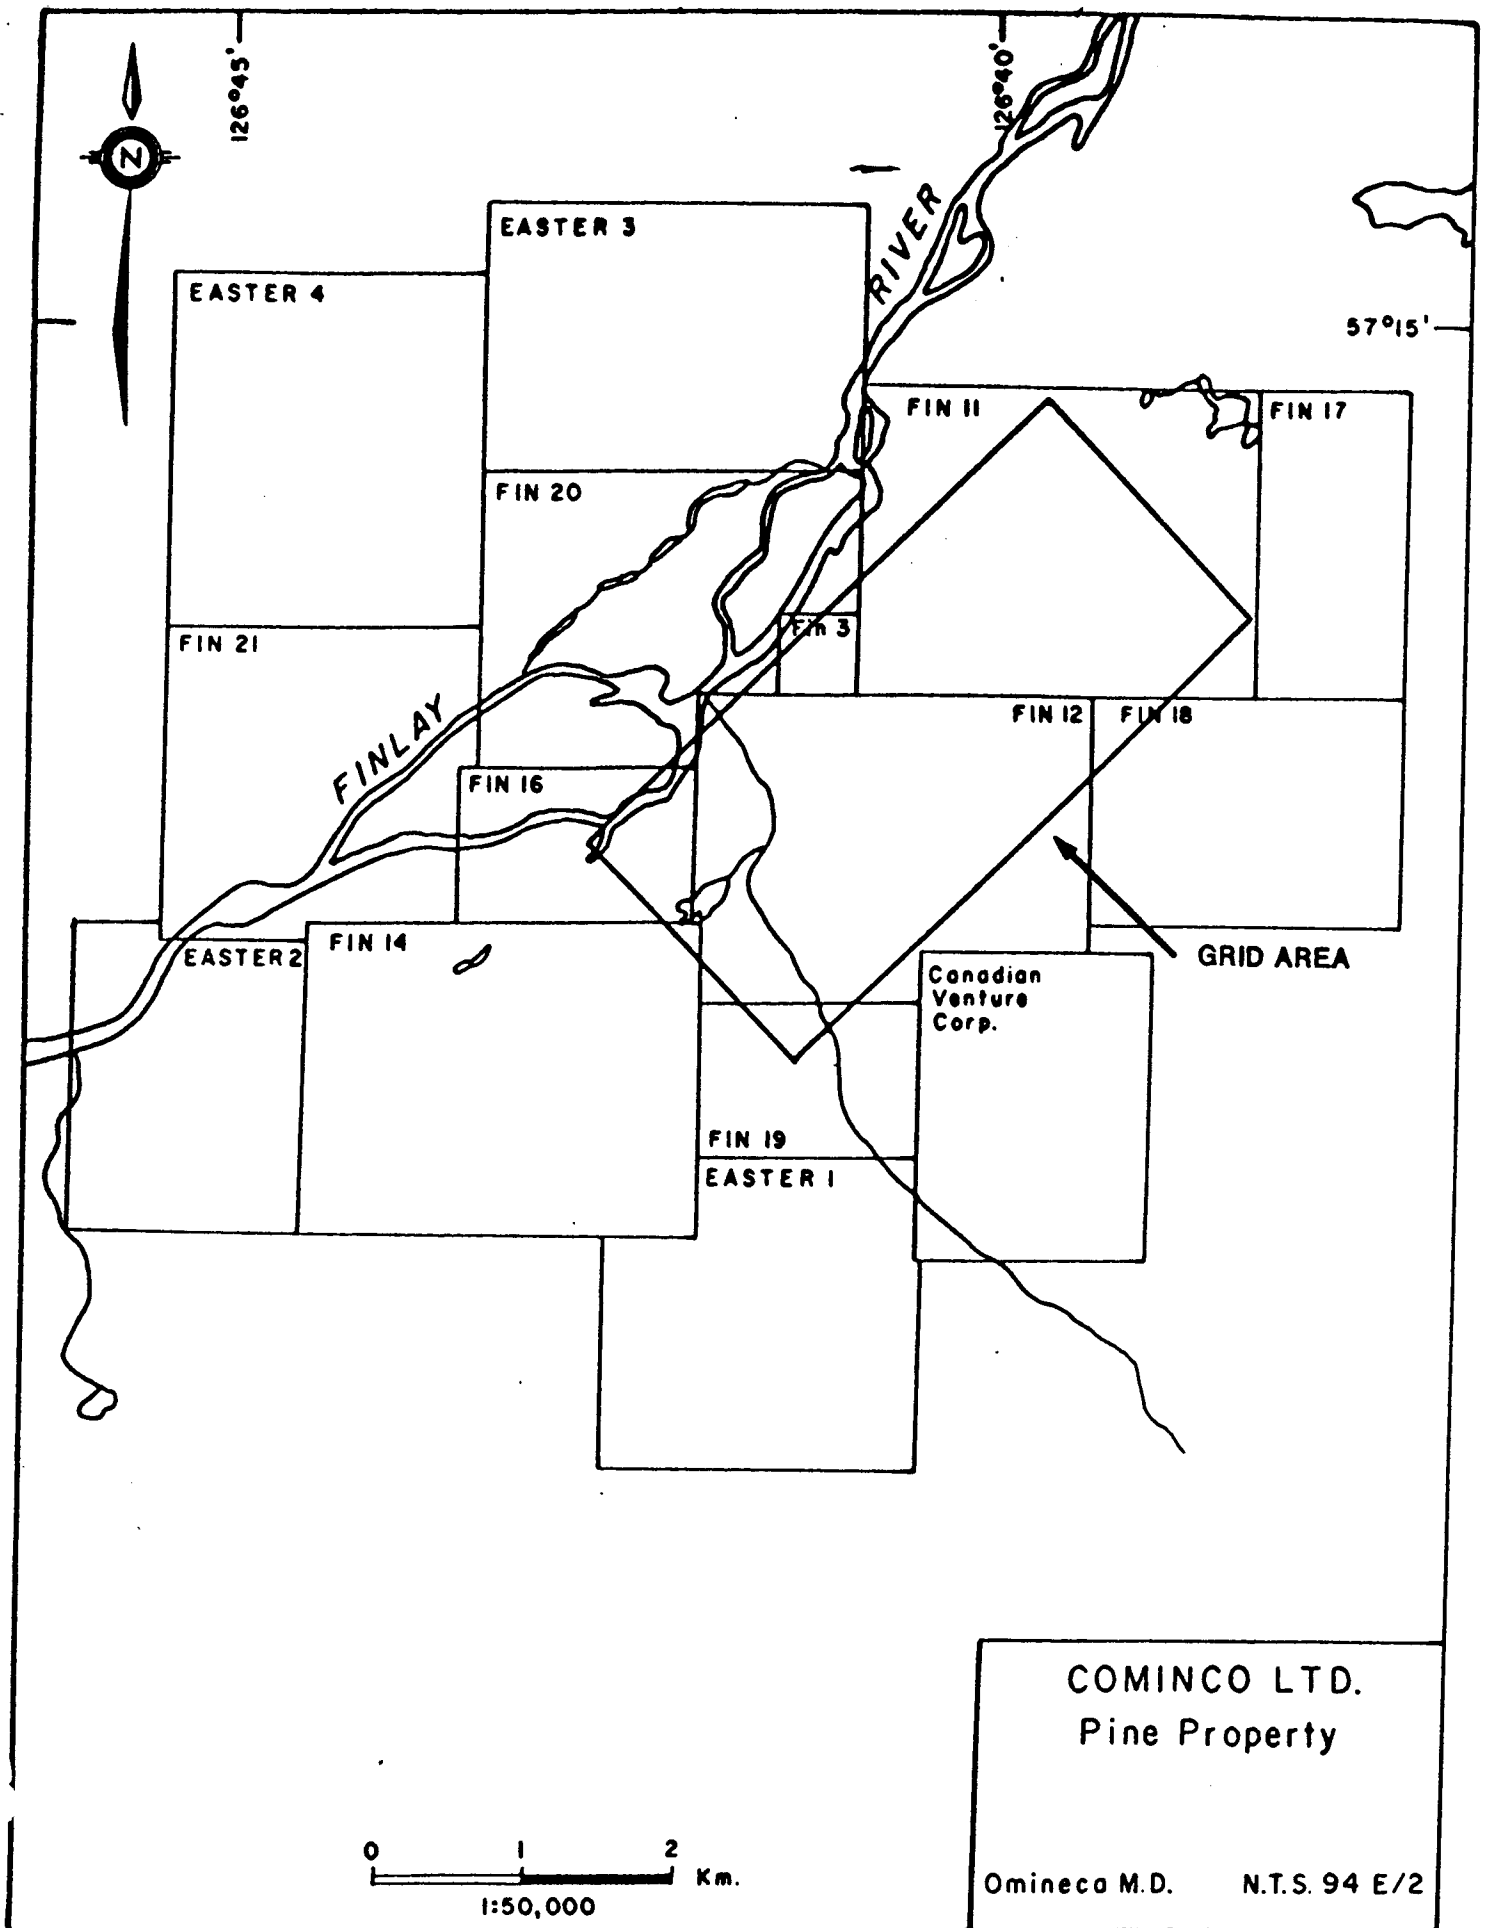 126°45'
126°40'
N
EASTER 3
RIVER
EASTER 4
57°15'
FIN 11
FIN 17
FIN 20
Fin 3
FIN 21
FIN 12
FIN 18
FINLAY
FIN 16
FIN 14
EASTER 2
GRID AREA
Canadian
Venture
Corp.
FIN 19
EASTER 1
COMINCO LTD.
Pine Property
0 1 2
Km.
1:50,000
Omineca M.D. N.T.S. 94 E/2